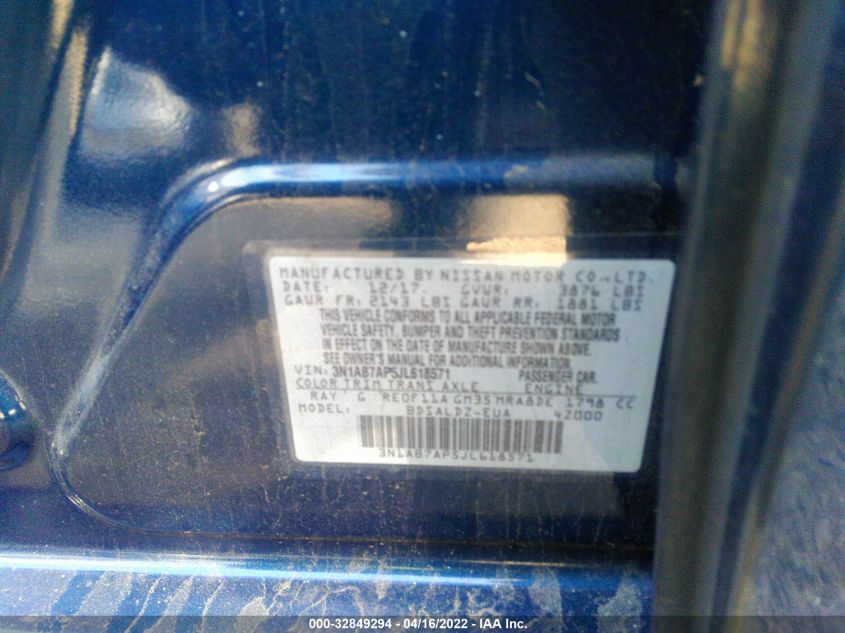 MANUFACTURED BY NISSAN MOTOR CO.,LTD.
DATE: 12/17 GVWR: 3876 LBS
GAWR FR: 2143 LBS GAWR RR: 1881 LBS
THIS VEHICLE CONFORMS TO ALL APPLICABLE FEDERAL MOTOR
VEHICLE SAFETY, BUMPER AND THEFT PREVENTION STANDARDS
IN EFFECT ON THE DATE OF MANUFACTURE SHOWN ABOVE.
SEE OWNER'S MANUAL FOR ADDITIONAL INFORMATION
VIN: 3N1AB7AP5JL618571 PASSENGER CAR
COLOR TRIM TRANS AXLE ENGINE
RAY G RE0F11A GM35 MRA8DE 1798 CC
MODEL: BDSALDZ-EUA 42000
3N1AB7AP5JL618571
000-32849294 - 04/16/2022 - IAA Inc.